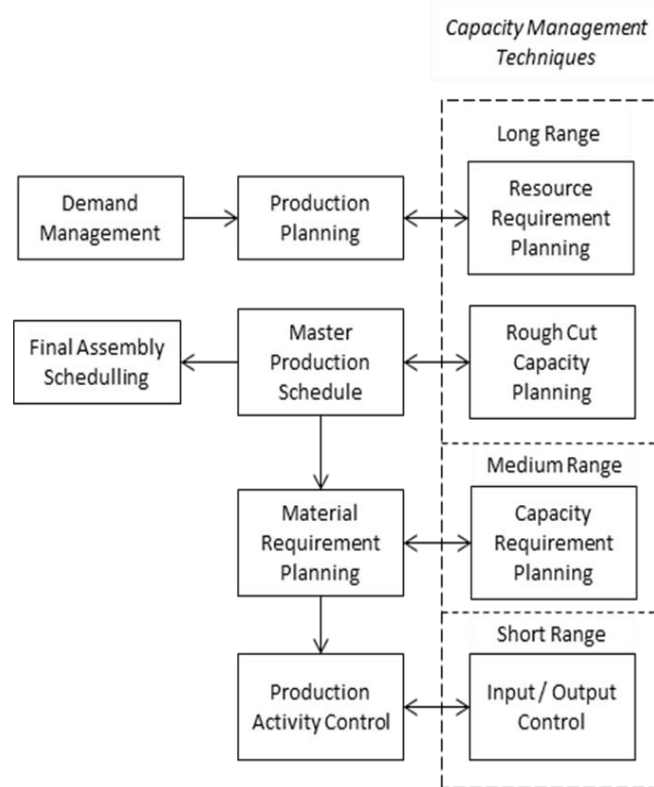 Capacity Management
Techniques
Long Range
Demand
Management
Production
Planning
Resource
Requirement
Planning
Final Assembly
Schedulling
Master
Production
Schedule
Rough Cut
Capacity
Planning
Medium Range
Material
Requirement
Planning
Capacity
Requirement
Planning
Short Range
Production
Activity Control
Input / Output
Control